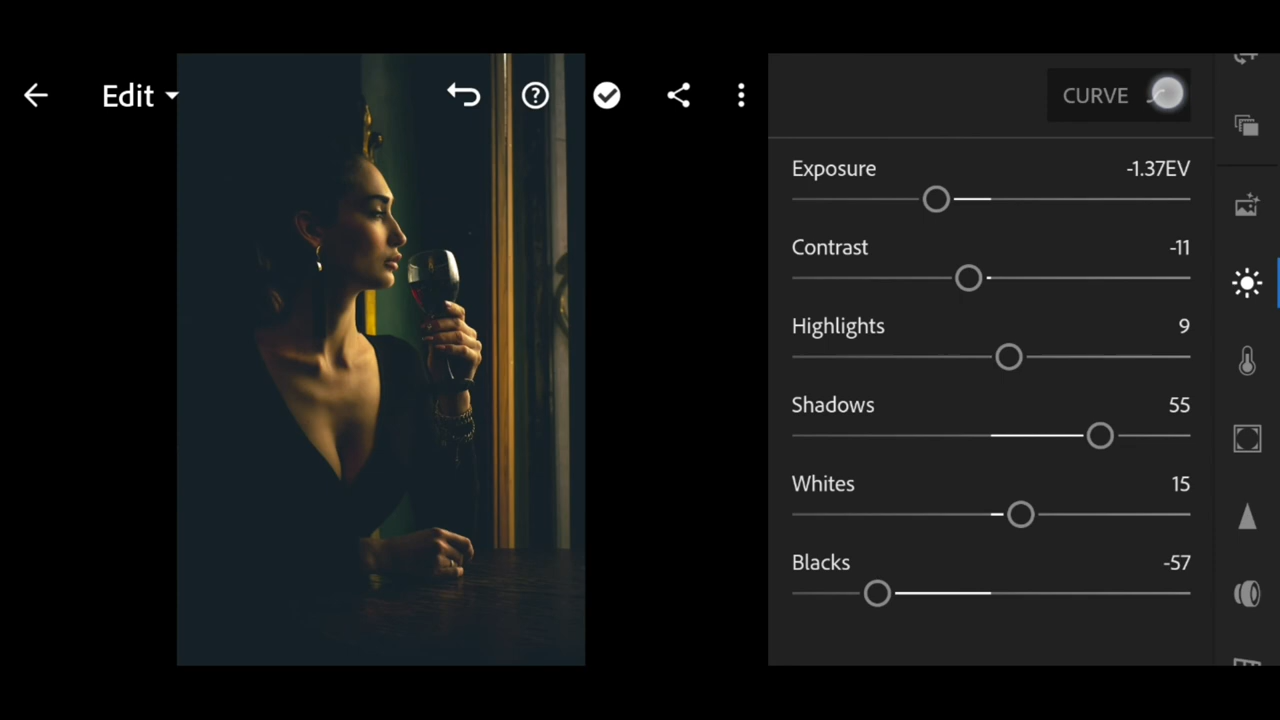 Edit
CURVE
Exposure -1.37EV
Contrast -11
Highlights 9
Shadows 55
Whites 15
Blacks -57